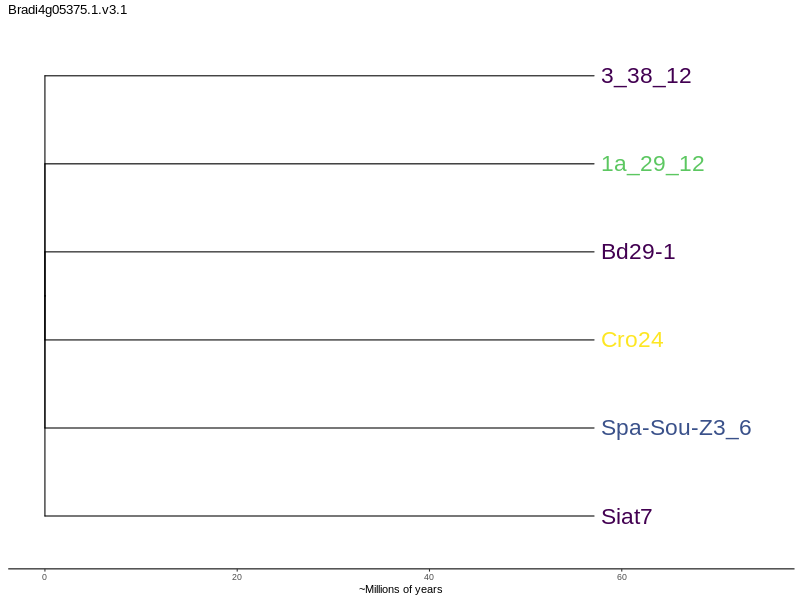 Bradi4g05375.1.v3.1
3_38_12
1a_29_12
Bd29-1
Cro24
Spa-Sou-Z3_6
Siat7
0 20 40 60
~Millions of years